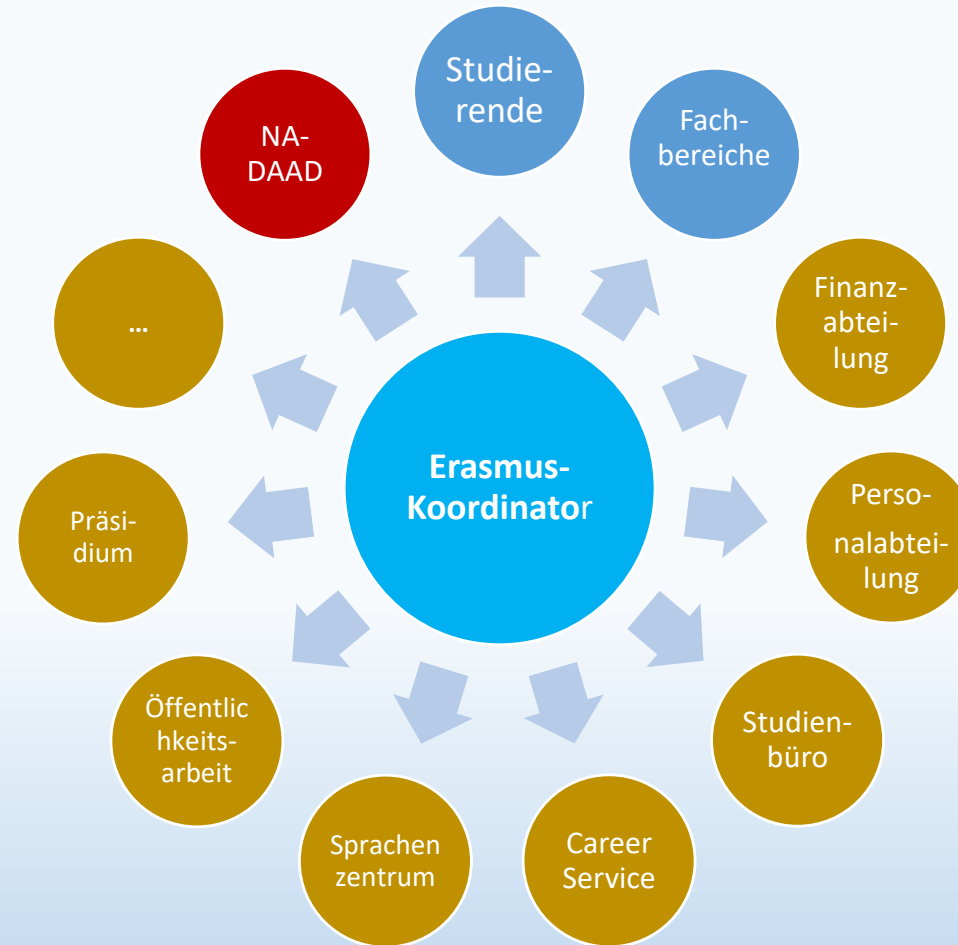 Studie-
rende
Fach-
bereiche
Finanz-
abtei-
lung
Perso-
nalabtei-
lung
Studien-
büro
Career
Service
Sprachen
zentrum
Öffentlic
hkeits-
arbeit
Präsi-
dium
...
NA-
DAAD
Erasmus-
Koordinator